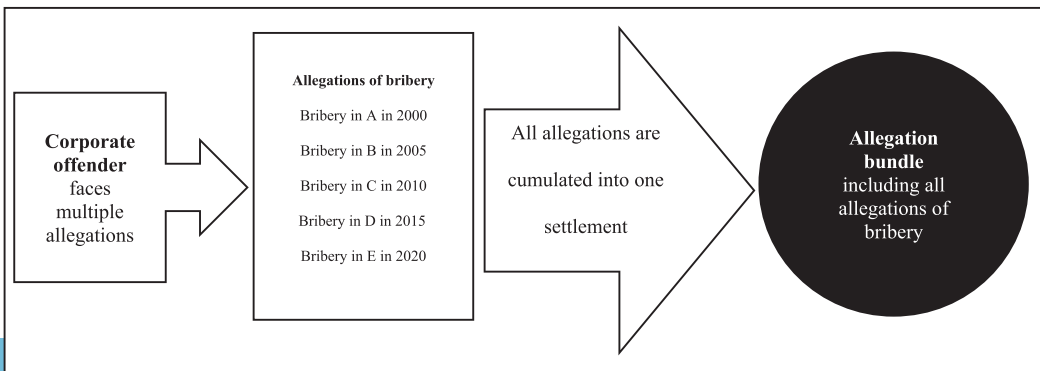 Corporate
offender
faces
multiple
allegations
Allegations of bribery
Bribery in A in 2000
Bribery in B in 2005
Bribery in C in 2010
Bribery in D in 2015
Bribery in E in 2020
All allegations are
cumulated into one
settlement
Allegation
bundle
including all
allegations of
bribery